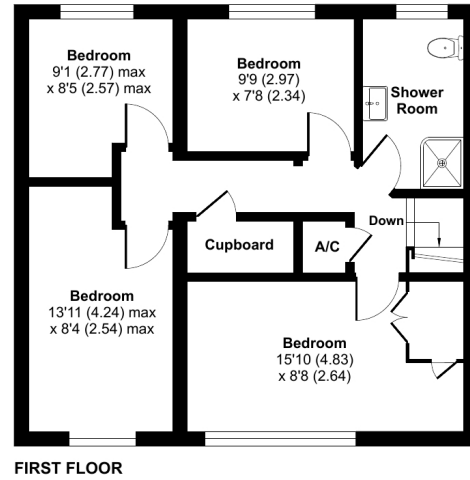 Bedroom
9'1 (2.77) max
x 8'5 (2.57) max
Bedroom
9'9 (2.97)
x 7'8 (2.34)
Shower
Room
Down
Cupboard
A/C
Bedroom
13'11 (4.24) max
x 8'4 (2.54) max
Bedroom
15'10 (4.83)
x 8'8 (2.64)
FIRST FLOOR